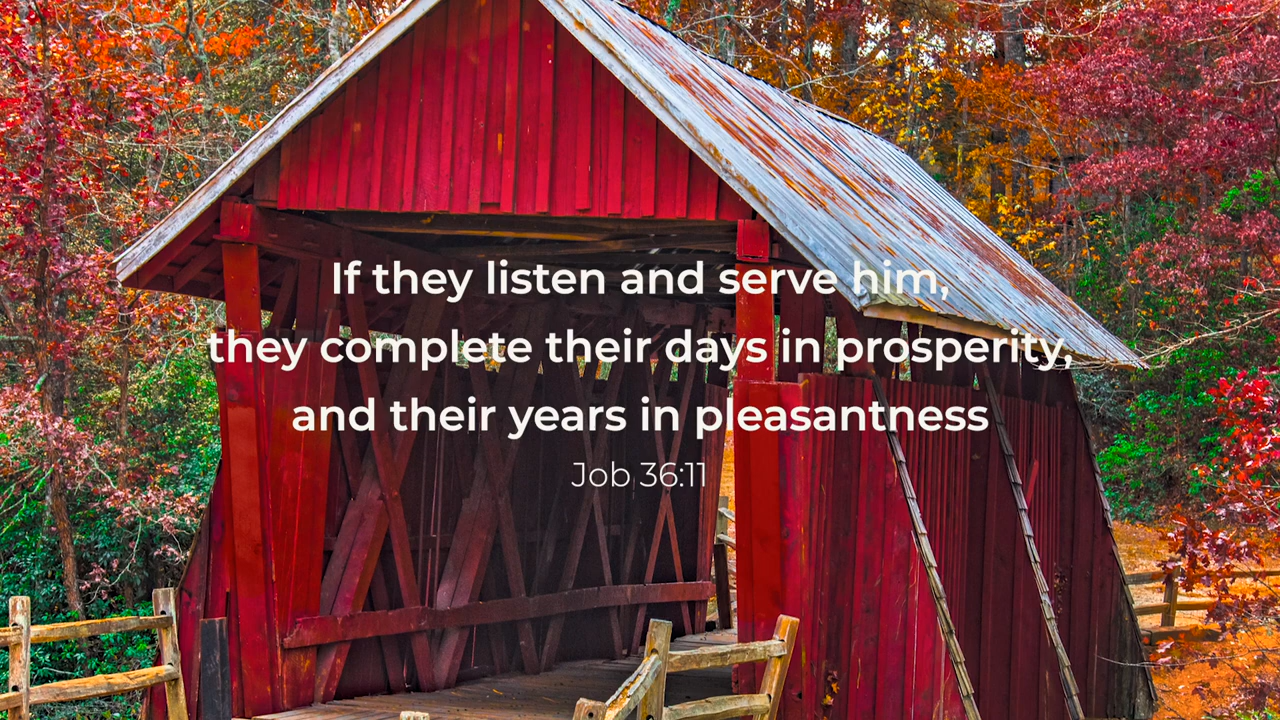 If they listen and serve him,
they complete their days in prosperity,
and their years in pleasantness
Job 36:11